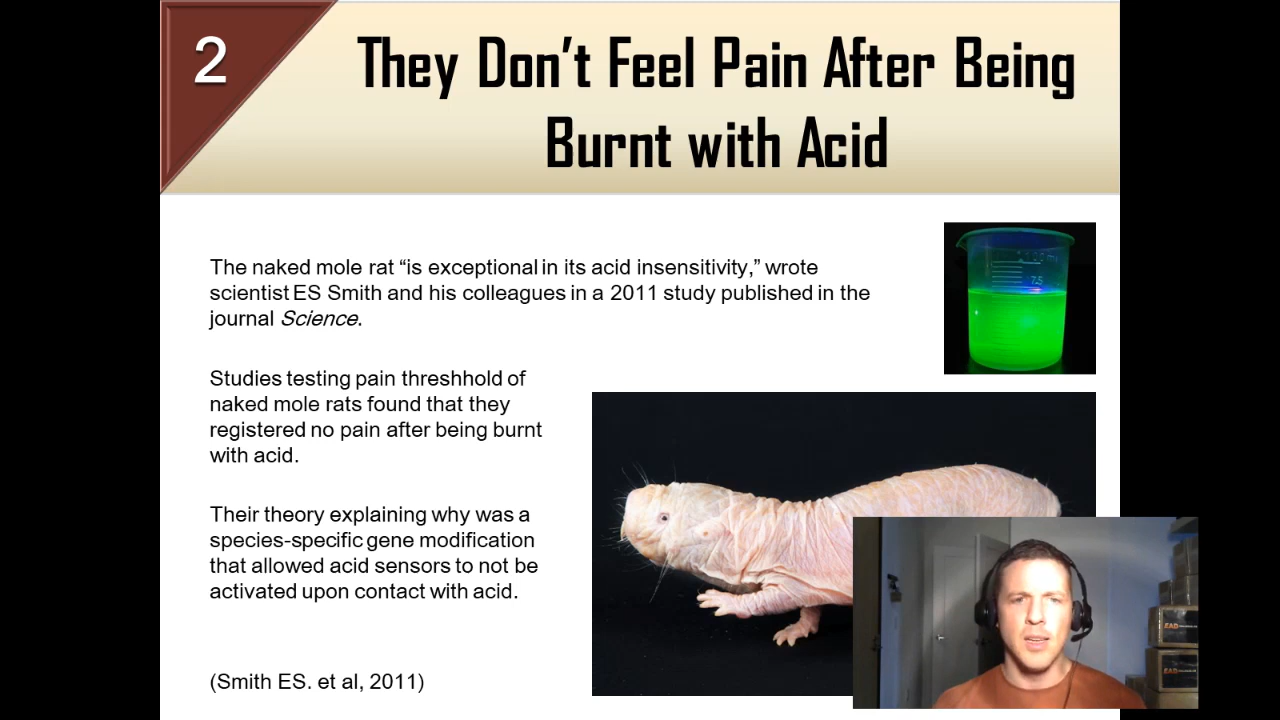 2
They Don’t Feel Pain After Being
Burnt with Acid
The naked mole rat “is exceptional in its acid insensitivity,” wrote
scientist ES Smith and his colleagues in a 2011 study published in the
journal Science.
Studies testing pain threshhold of
naked mole rats found that they
registered no pain after being burnt
with acid.
Their theory explaining why was a
species-specific gene modification
that allowed acid sensors to not be
activated upon contact with acid.
(Smith ES. et al, 2011)
75
EAD
EAD